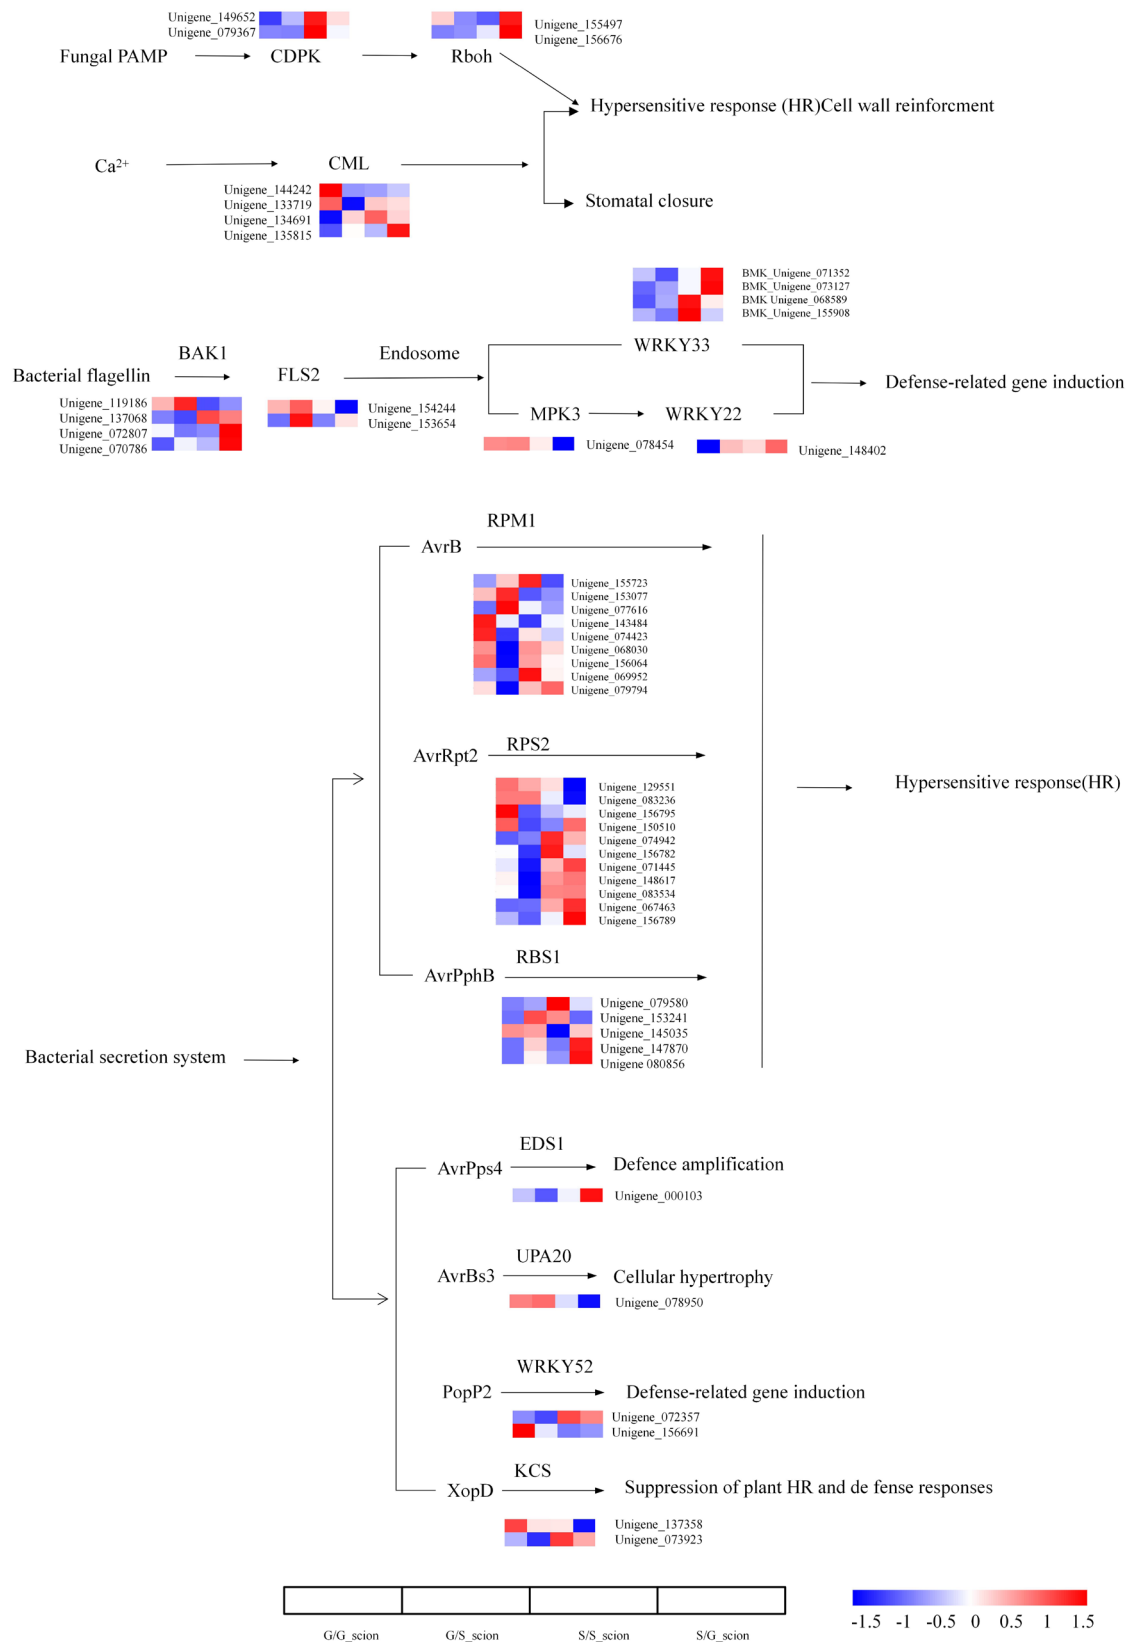 Unigene_149652
Unigene_079367
Unigene_155497
Unigene_156676
Fungal PAMP
CDPK
Rboh
Hypersensitive response (HR)Cell wall reinforcment
Ca²⁺
CML
Unigene_144242
Unigene_133719
Unigene_134691
Unigene_135815
Stomatal closure
BMK_Unigene_071352
BMK_Unigene_073127
BMK Unigene_068589
BMK_Unigene_155908
BAK1
Endosome
WRKY33
Bacterial flagellin
FLS2
Defense-related gene induction
Unigene_119186
Unigene_137068
Unigene_072807
Unigene_070786
Unigene_154244
Unigene_153654
MPK3
WRKY22
Unigene_078454
Unigene_148402
RPM1
AvrB
Unigene_155723
Unigene_153077
Unigene_077616
Unigene_143484
Unigene_074423
Unigene_068030
Unigene_156064
Unigene_069952
Unigene_079794
RPS2
AvrRpt2
Unigene_129551
Unigene_083236
Unigene_156795
Unigene_150510
Unigene_074942
Unigene_156782
Unigene_071445
Unigene_148617
Unigene_083534
Unigene_067463
Unigene_156789
Hypersensitive response(HR)
RBS1
AvrPphB
Unigene_079580
Unigene_153241
Unigene_145035
Unigene_147870
Unigene 080856
Bacterial secretion system
EDS1
AvrPps4
Defence amplification
Unigene_000103
UPA20
AvrBs3
Cellular hypertrophy
Unigene_078950
WRKY52
PopP2
Defense-related gene induction
Unigene_072357
Unigene_156691
KCS
XopD
Suppression of plant HR and de fense responses
Unigene_137358
Unigene_073923
-1.5 -1 -0.5 0 0.5 1 1.5
G/G_scion G/S_scion S/S_scion S/G_scion